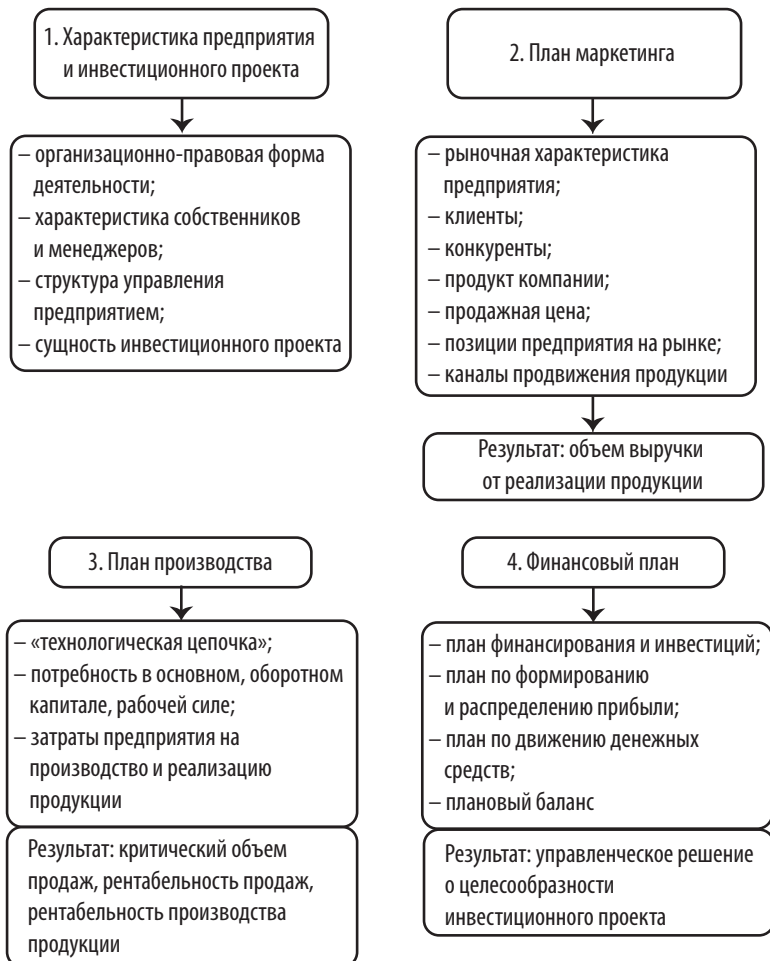 1. Характеристика предприятия
и инвестиционного проекта
– организационно-правовая форма
деятельности;
– характеристика собственников
и менеджеров;
– структура управления
предприятием;
– сущность инвестиционного проекта
2. План маркетинга
– рыночная характеристика
предприятия;
– клиенты;
– конкуренты;
– продукт компании;
– продажная цена;
– позиции предприятия на рынке;
– каналы продвижения продукции
Результат: объем выручки
от реализации продукции
3. План производства
– «технологическая цепочка»;
– потребность в основном, оборотном
капитале, рабочей силе;
– затраты предприятия на
производство и реализацию
продукции
Результат: критический объем
продаж, рентабельность продаж,
рентабельность производства
продукции
4. Финансовый план
– план финансирования и инвестиций;
– план по формированию
и распределению прибыли;
– план по движению денежных
средств;
– плановый баланс
Результат: управленческое решение
о целесообразности
инвестиционного проекта